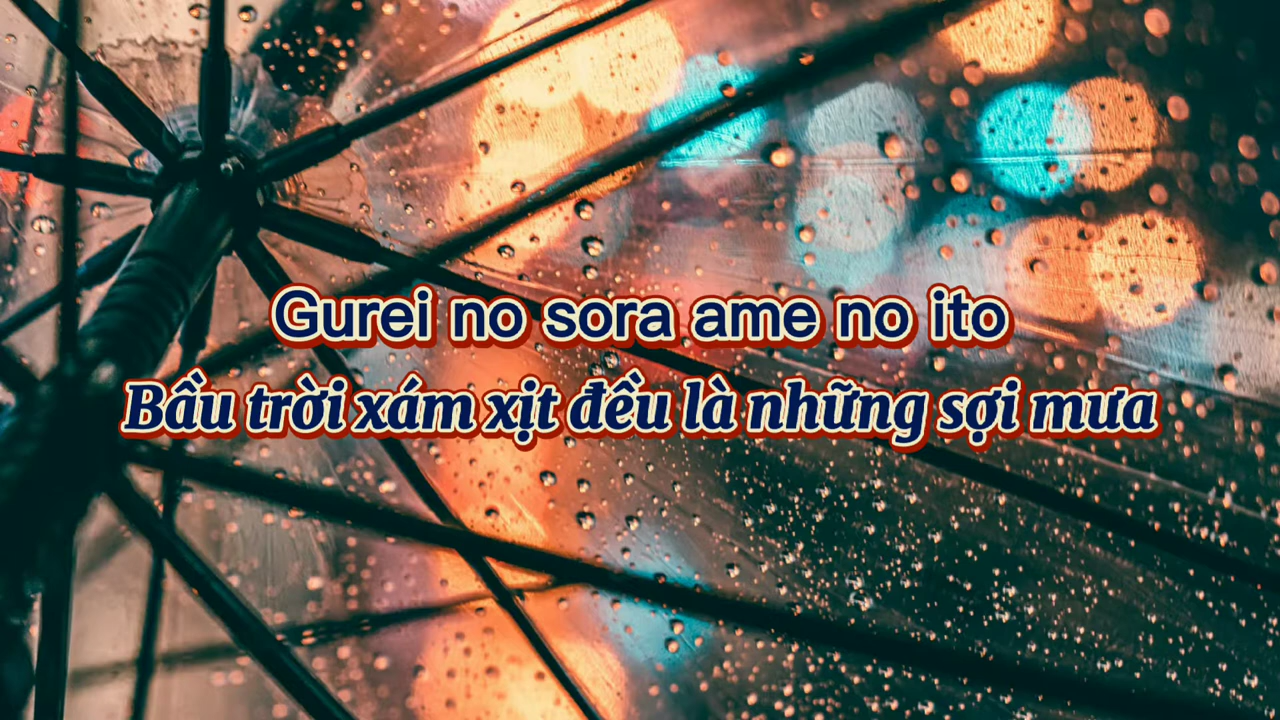 Gurei no sora ame no ito
Bầu trời xám xịt đều là những sợi mưa